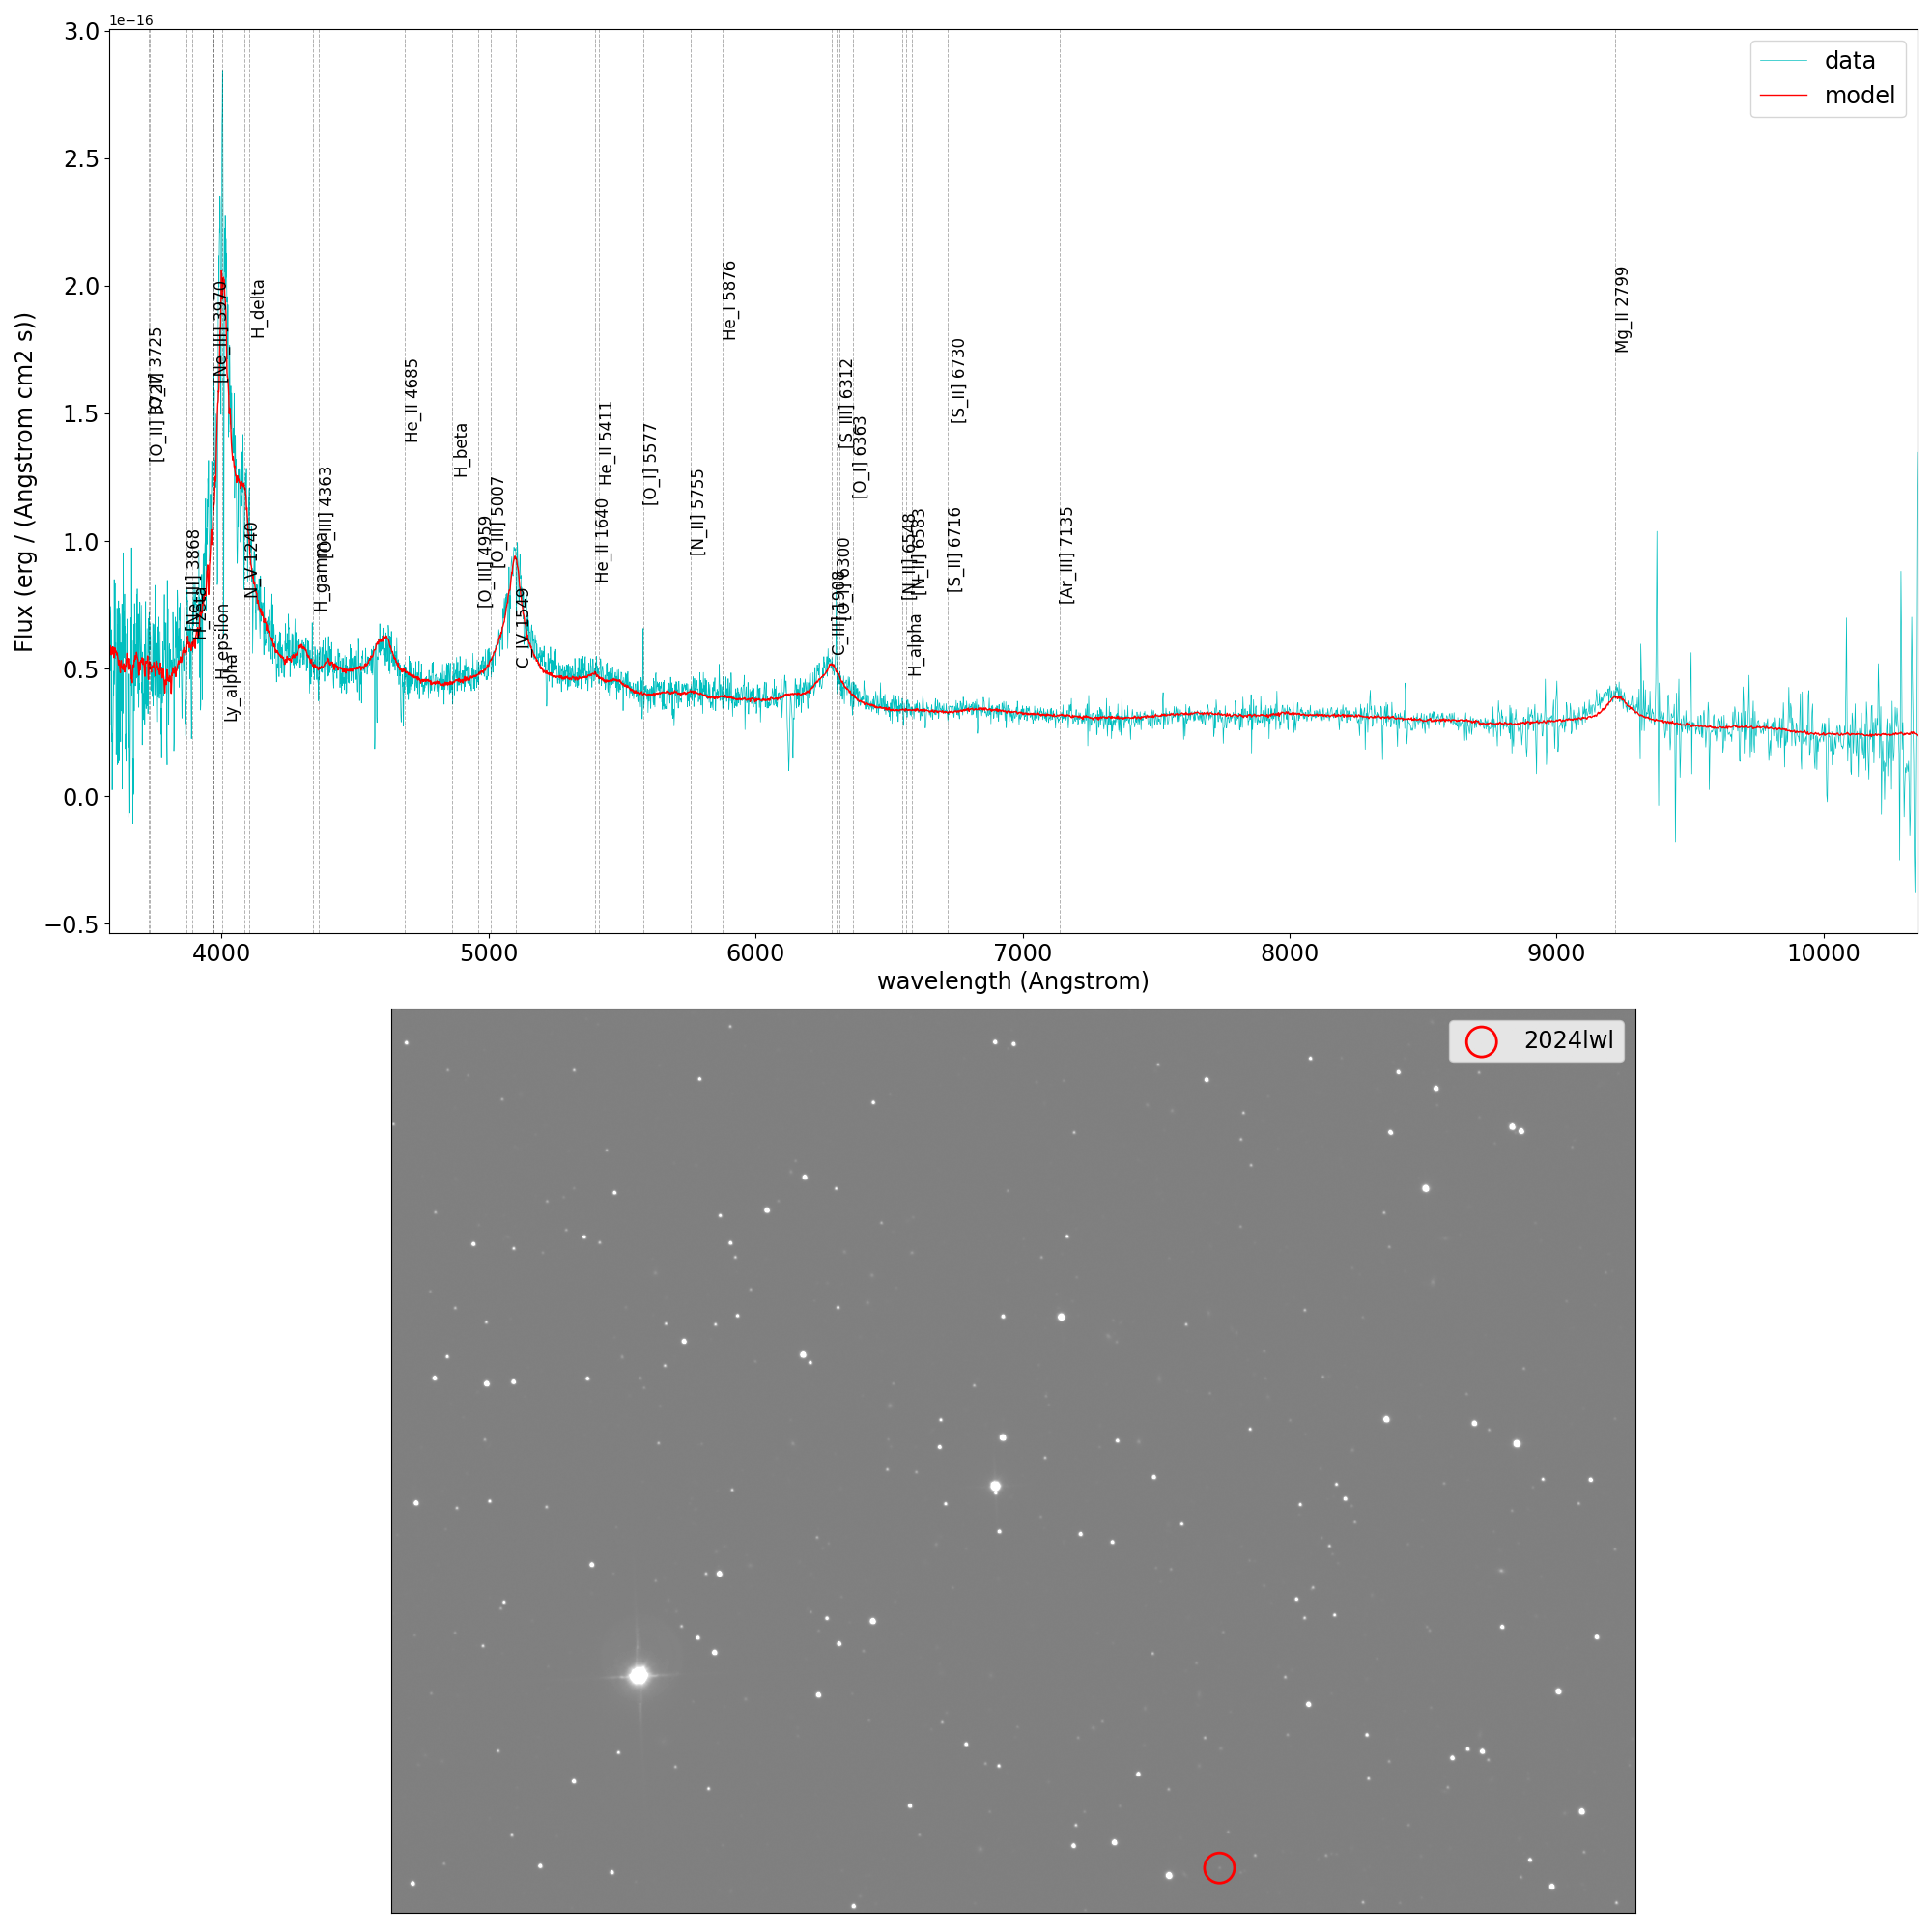 1e−16
data
model
3.0
2.5
2.0
1.5
1.0
0.5
0.0
−0.5
Flux (erg / (Angstrom cm2 s))
[O_II] 3725
[O_II] 3727
[Ne_III] 3868
H_zeta
[Ne_III] 3970
H_epsilon
Ly_alpha
H_delta
N_V 1240
H_gamma
[O_III] 4363
He_II 4685
H_beta
[O_III] 4959
[O_III] 5007
C_IV 1549
He_II 1640
He_II 5411
[O_I] 5577
[N_II] 5755
He_I 5876
C_III] 1908
[O_I] 6300
[S_III] 6312
[O_I] 6363
[N_II] 6548
H_alpha
[N_II] 6583
[S_II] 6716
[S_II] 6730
[Ar_III] 7135
Mg_II 2799
4000 5000 6000 7000 8000 9000 10000
wavelength (Angstrom)
2024lwl